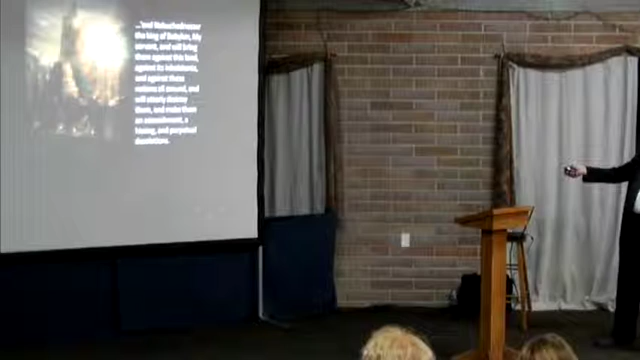 ..."and Nebuchadnezzar
the king of Babylon, My
servant, and will bring
them against this land,
against its inhabitants,
and against these
nations all around, and
will utterly destroy
them, and make them
an astonishment, a
hissing, and perpetual
desolations.